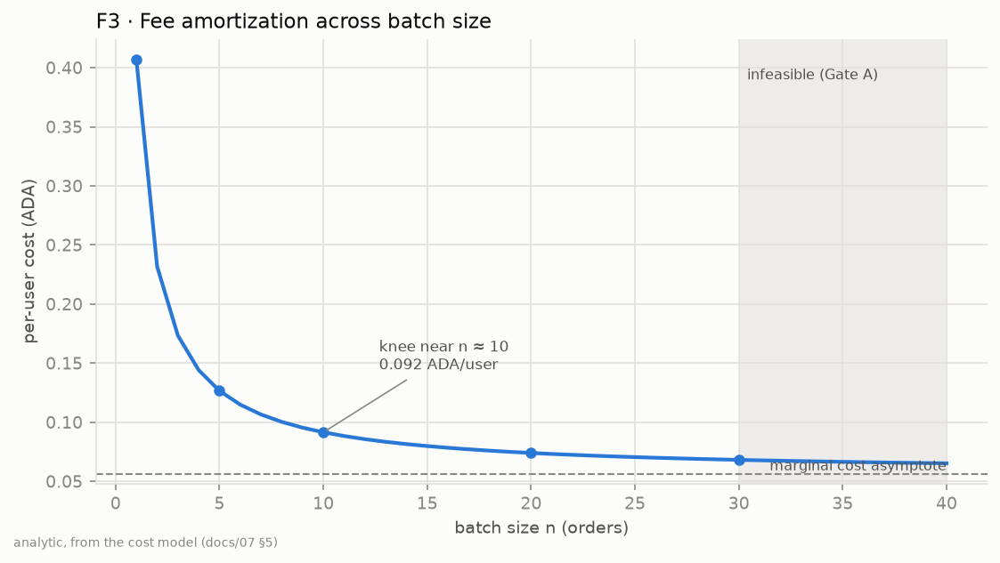 F3 · Fee amortization across batch size
infeasible (Gate A)
0.40
0.35
0.30
0.25
0.20
0.15
0.10
0.05
per-user cost (ADA)
knee near n ≈ 10
0.092 ADA/user
marginal cost asymptote
0 5 10 15 20 25 30 35 40
batch size n (orders)
analytic, from the cost model (docs/07 §5)